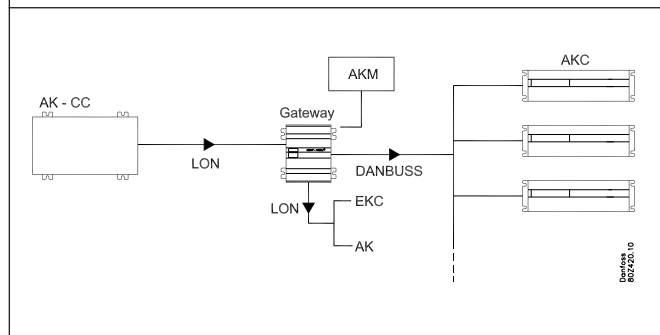 AKC
AKM
AK - CC
Gateway
LON
DANBUSS
LON
EKC
AK
Danfoss
80Z420.10